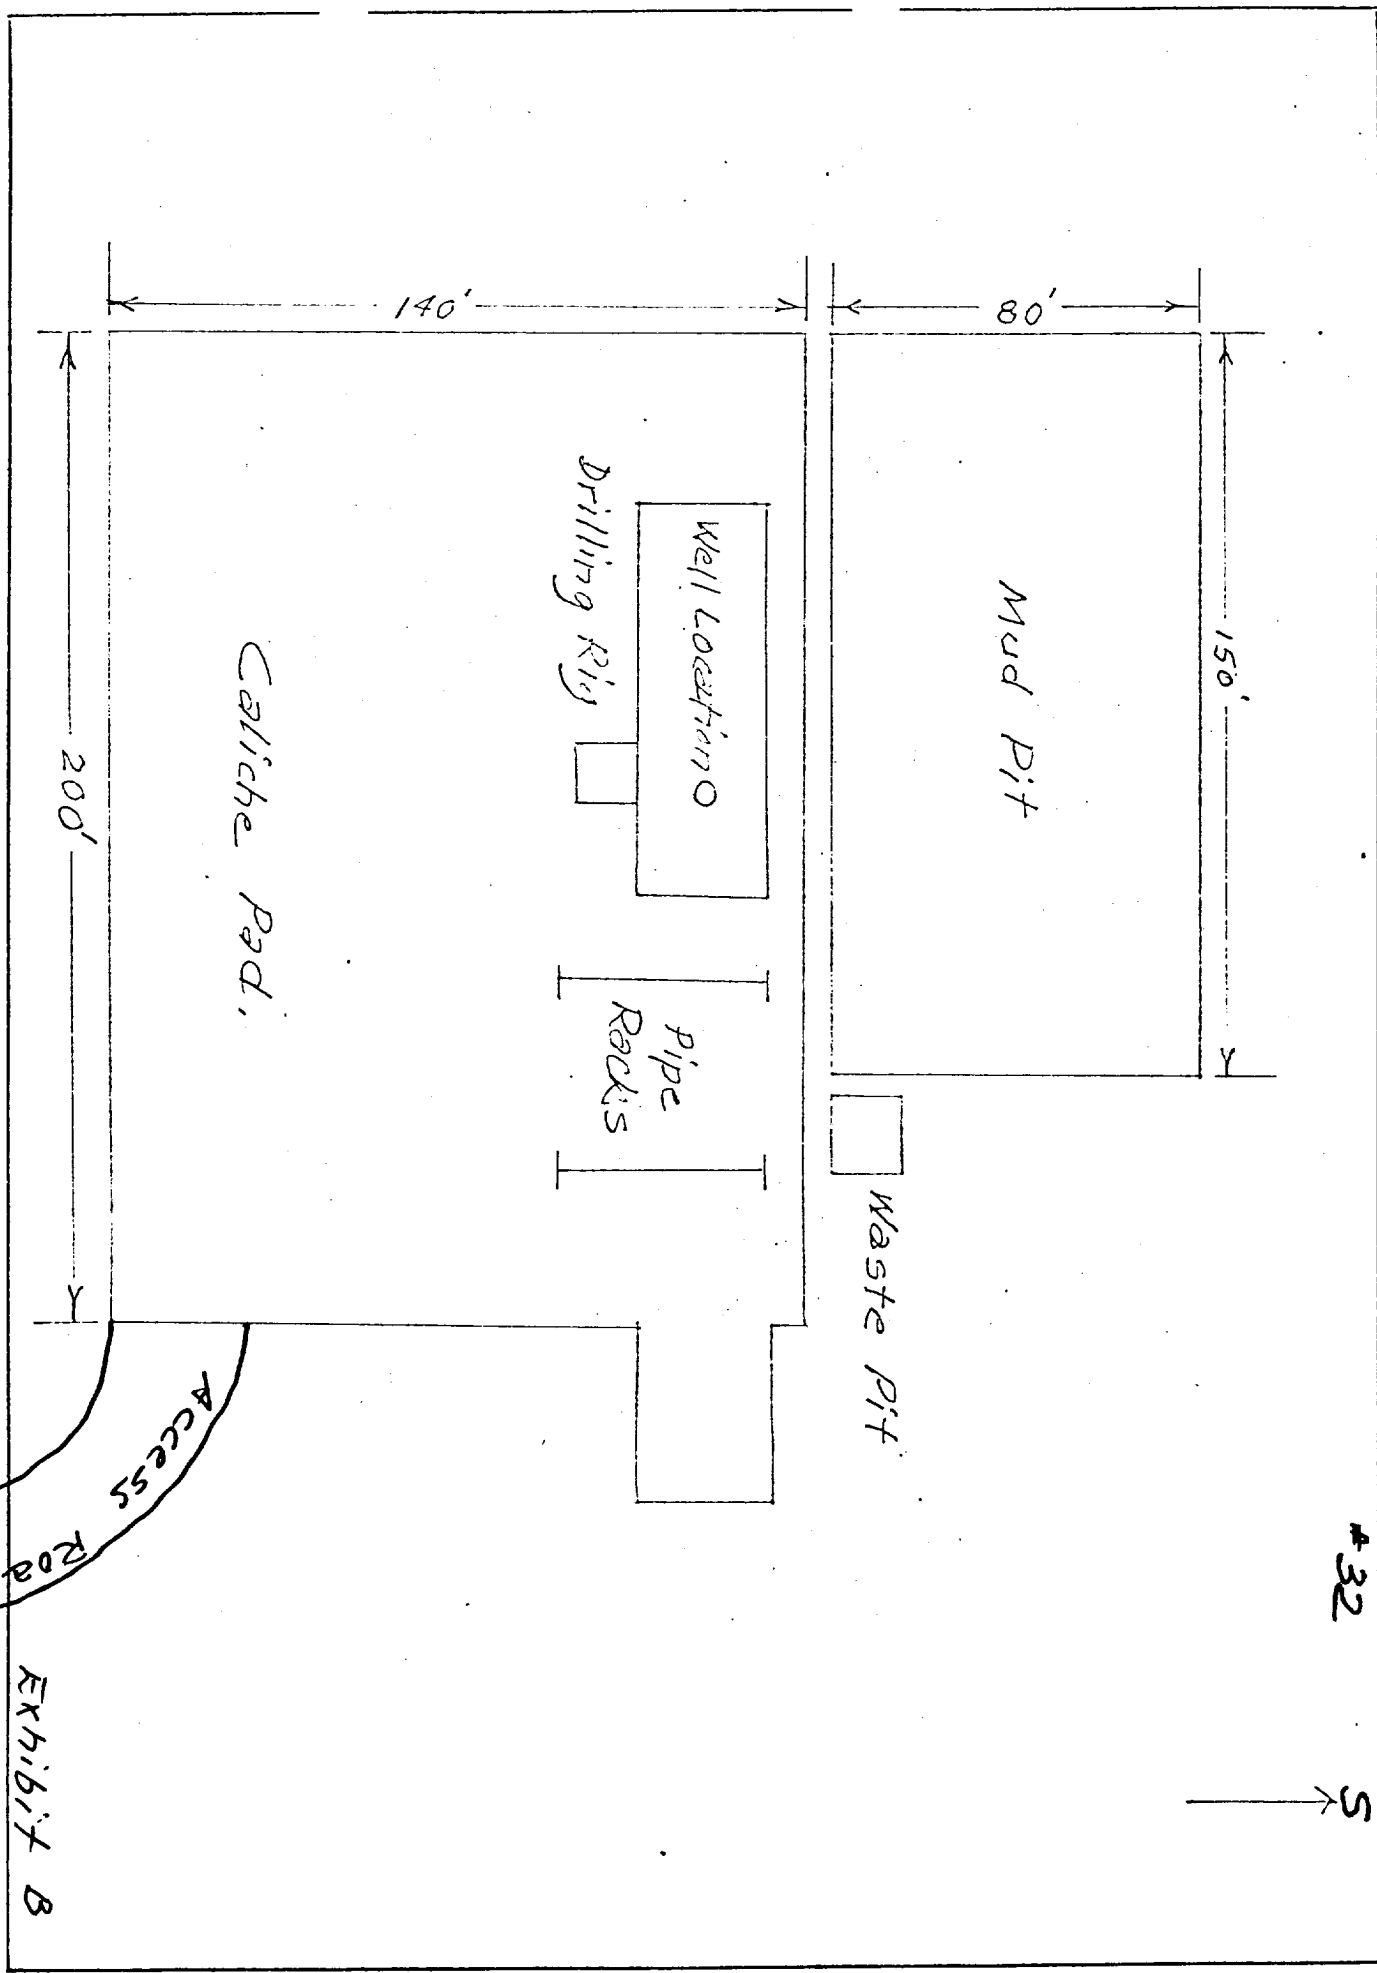 #32
S
150'
80'
Mud Pit
Waste Pit
140'
Well Location
Drilling Rig
Pipe
Racks
Caliche Pad.
200'
Access Roa
Exhibit B